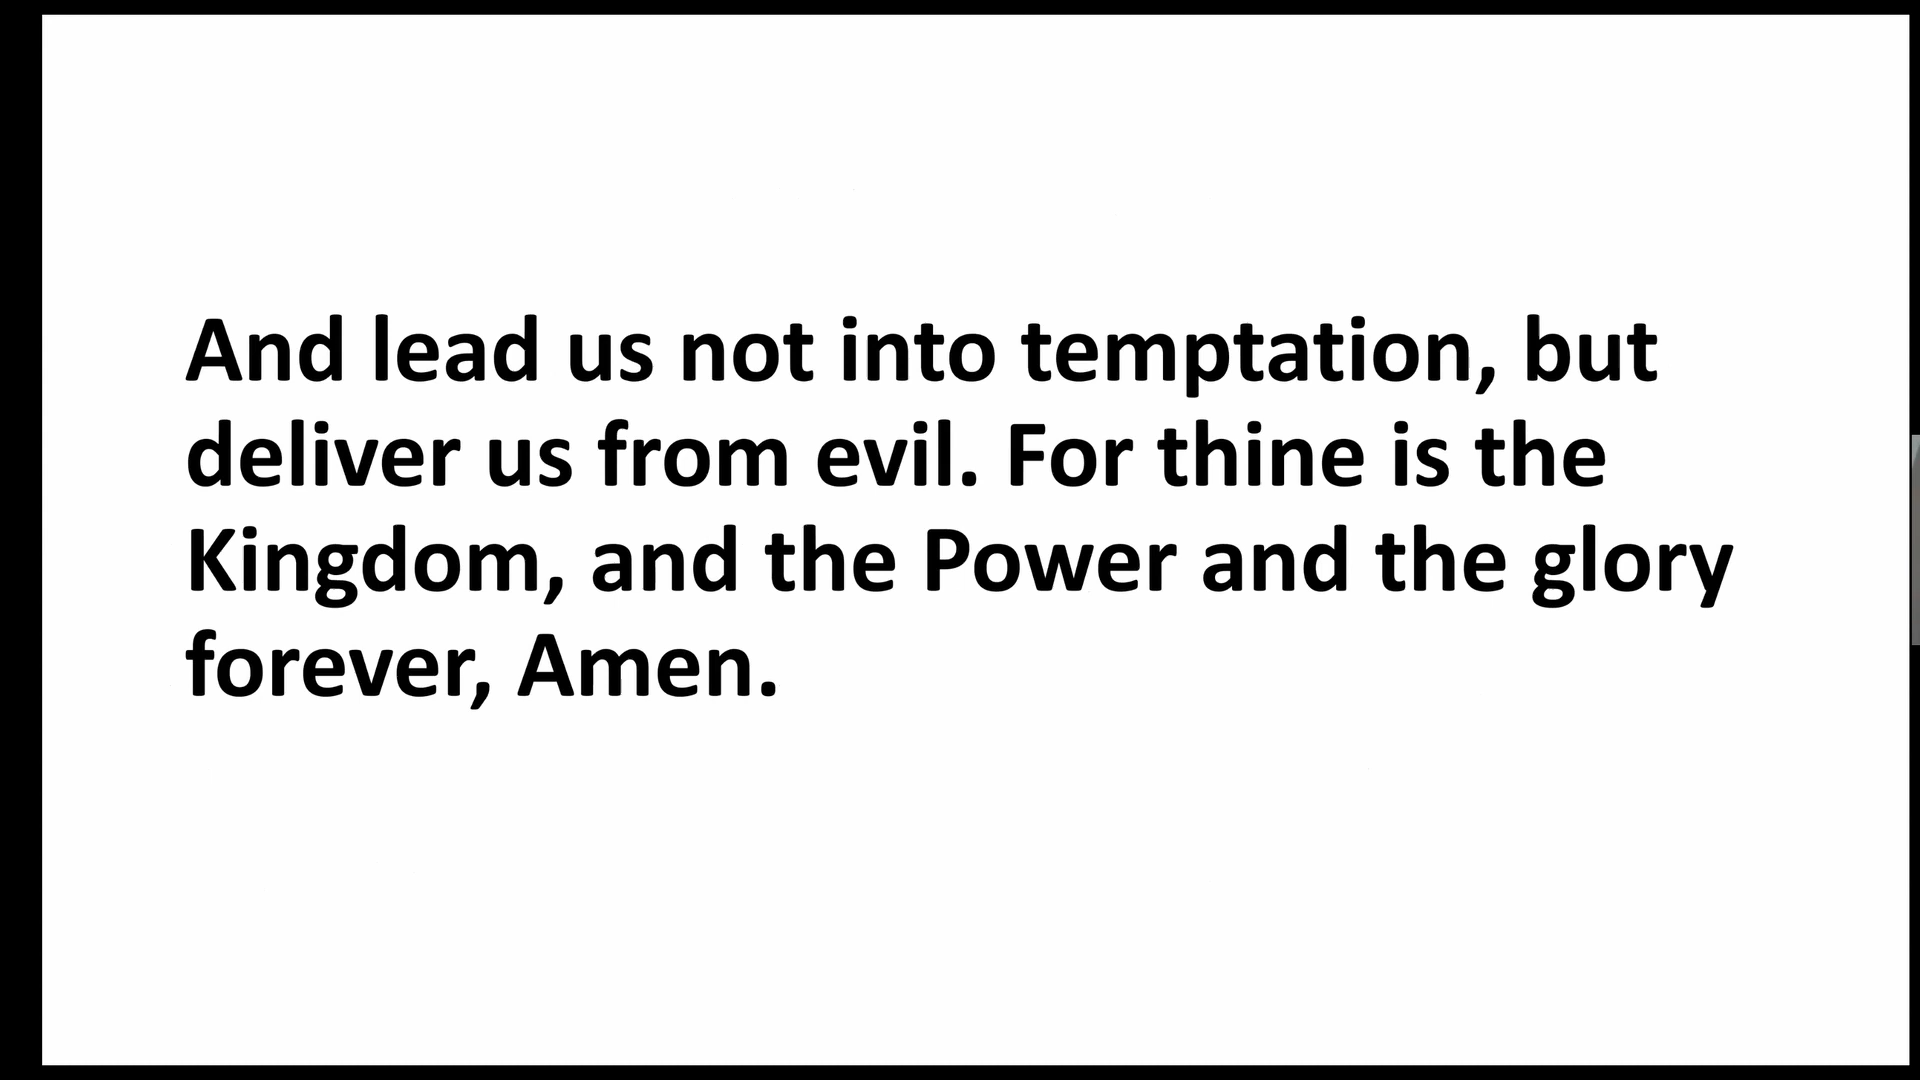 And lead us not into temptation, but
deliver us from evil. For thine is the
Kingdom, and the Power and the glory
forever, Amen.